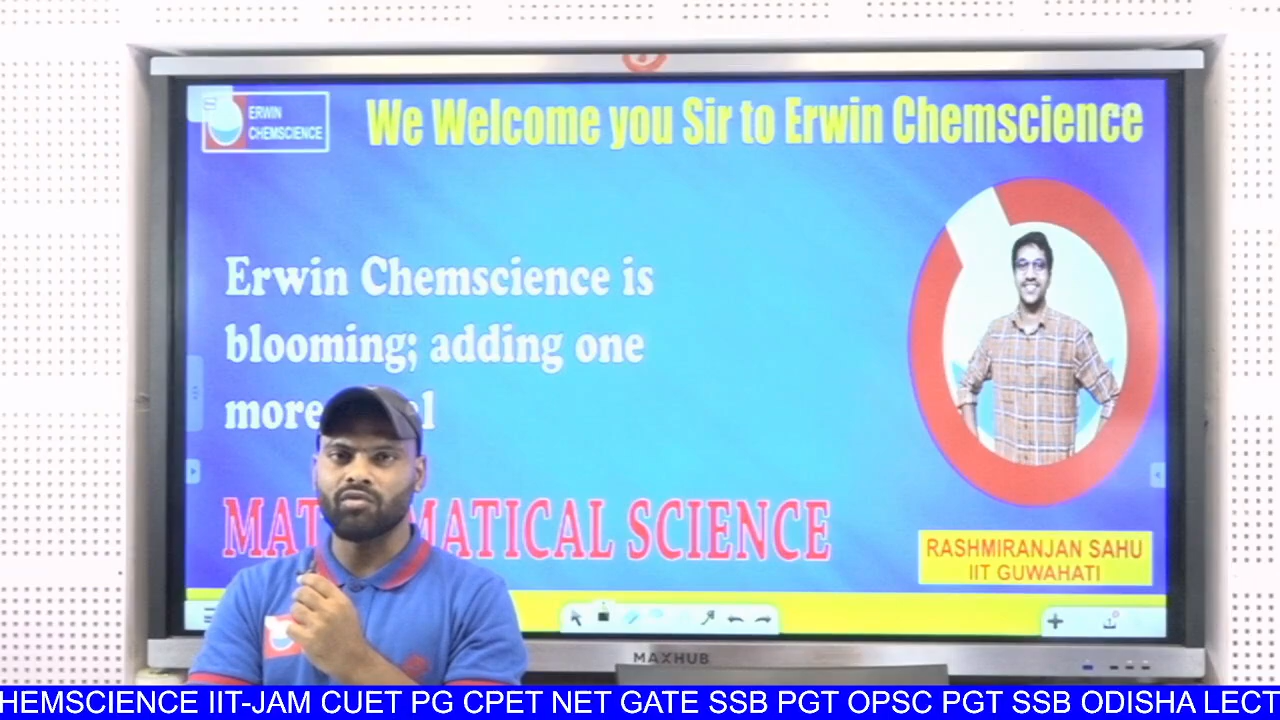 ERWIN
CHEMSCIENCE
We Welcome you Sir to Erwin Chemscience
Erwin Chemscience is
blooming; adding one
more
MATHEMATICAL SCIENCE
RASHMIRANJAN SAHU
IIT GUWAHATI
MAXHUB
HEMSCIENCE IIT-JAM CUET PG CPET NET GATE SSB PGT OPSC PGT SSB ODISHA LECT